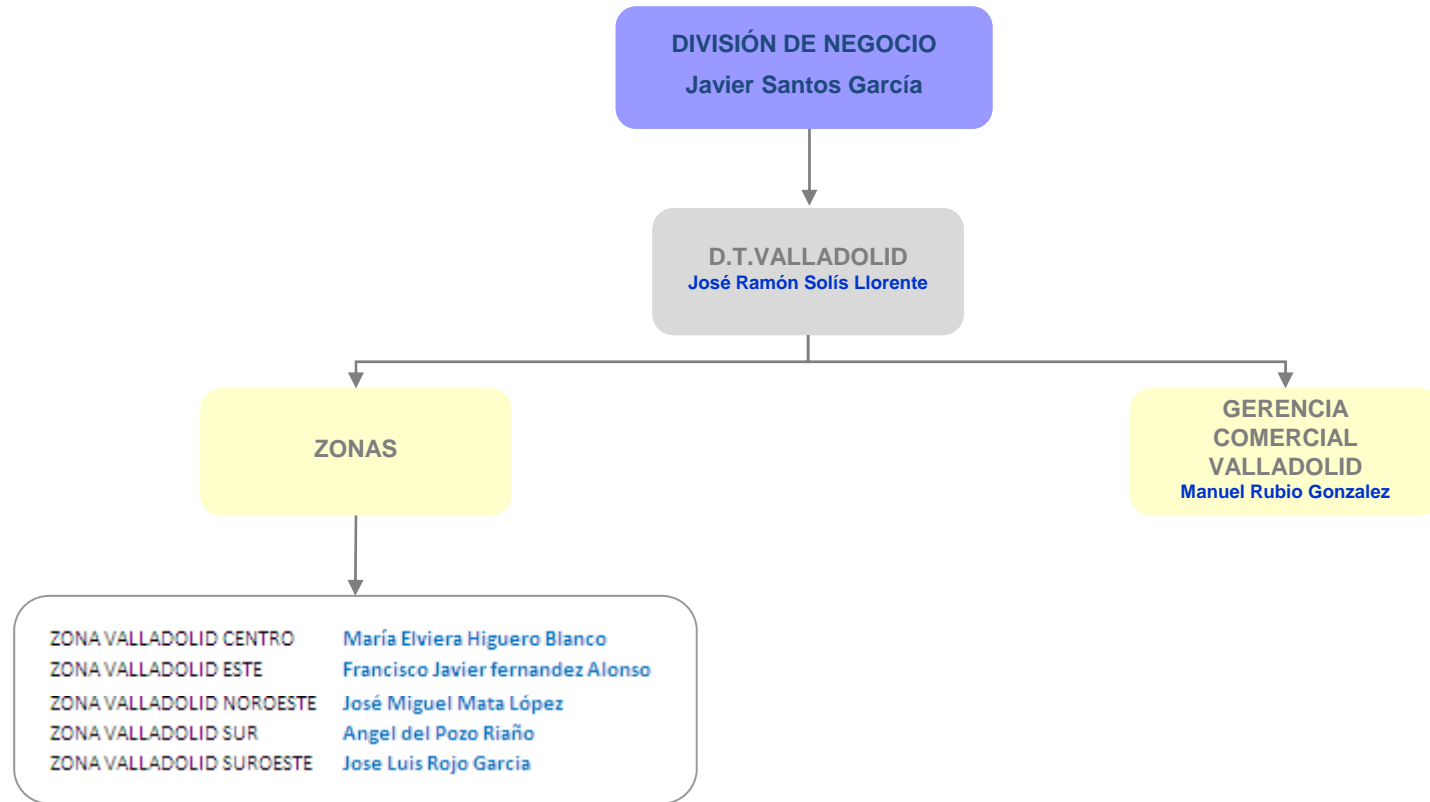 DIVISIÓN DE NEGOCIO
Javier Santos García
D.T.VALLADOLID
José Ramón Solís Llorente
ZONAS
GERENCIA
COMERCIAL
VALLADOLID
Manuel Rubio Gonzalez
ZONA VALLADOLID CENTRO María Elviera Higuero Blanco
ZONA VALLADOLID ESTE Francisco Javier fernandez Alonso
ZONA VALLADOLID NOROESTE José Miguel Mata López
ZONA VALLADOLID SUR Angel del Pozo Riaño
ZONA VALLADOLID SUROESTE Jose Luis Rojo Garcia